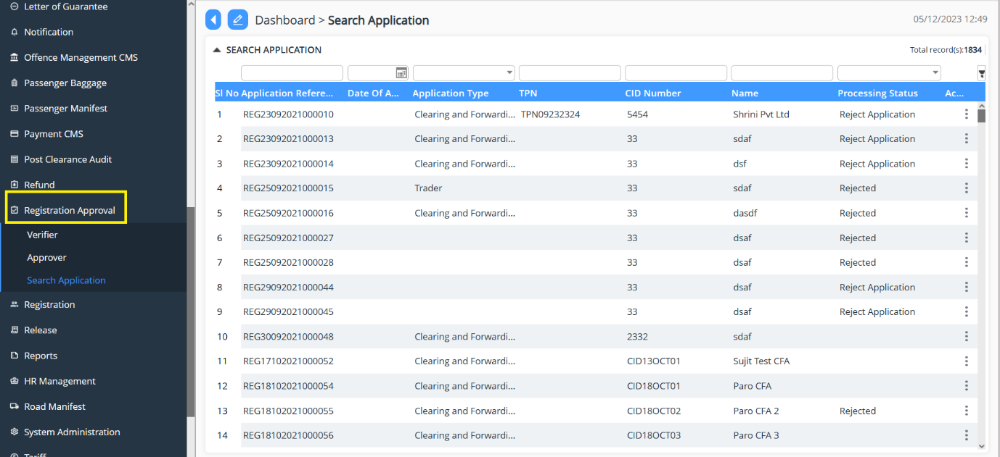 Letter of Guarantee
Notification
Offence Management CMS
Passenger Baggage
Passenger Manifest
Payment CMS
Post Clearance Audit
Refund
Registration Approval
Verifier
Approver
Search Application
Registration
Release
Reports
HR Management
Road Manifest
System Administration
Tariff
Dashboard > Search Application
05/12/2023 12:49
SEARCH APPLICATION
Total record(s):1834
Sl No Application Refere... Date Of A... Application Type TPN CID Number Name Processing Status Ac...
1 REG23092021000010 Clearing and Forwardi... TPN09232324 5454 Shrini Pvt Ltd Reject Application
2 REG23092021000013 Clearing and Forwardi... 33 sdaf Reject Application
3 REG23092021000014 Clearing and Forwardi... 33 dsf Reject Application
4 REG25092021000015 Trader 33 sdaf Rejected
5 REG25092021000016 Clearing and Forwardi... 33 dasdf Rejected
6 REG25092021000027 33 dsaf Rejected
7 REG25092021000028 33 dsaf Rejected
8 REG29092021000044 33 dsaf Reject Application
9 REG29092021000045 33 dsaf Reject Application
10 REG30092021000048 Clearing and Forwardi... 2332 sdaf
11 REG17102021000052 Clearing and Forwardi... CID13OCT01 Sujit Test CFA
12 REG18102021000054 Clearing and Forwardi... CID18OCT01 Paro CFA
13 REG18102021000055 Clearing and Forwardi... CID18OCT02 Paro CFA 2 Rejected
14 REG18102021000056 Clearing and Forwardi... CID18OCT03 Paro CFA 3